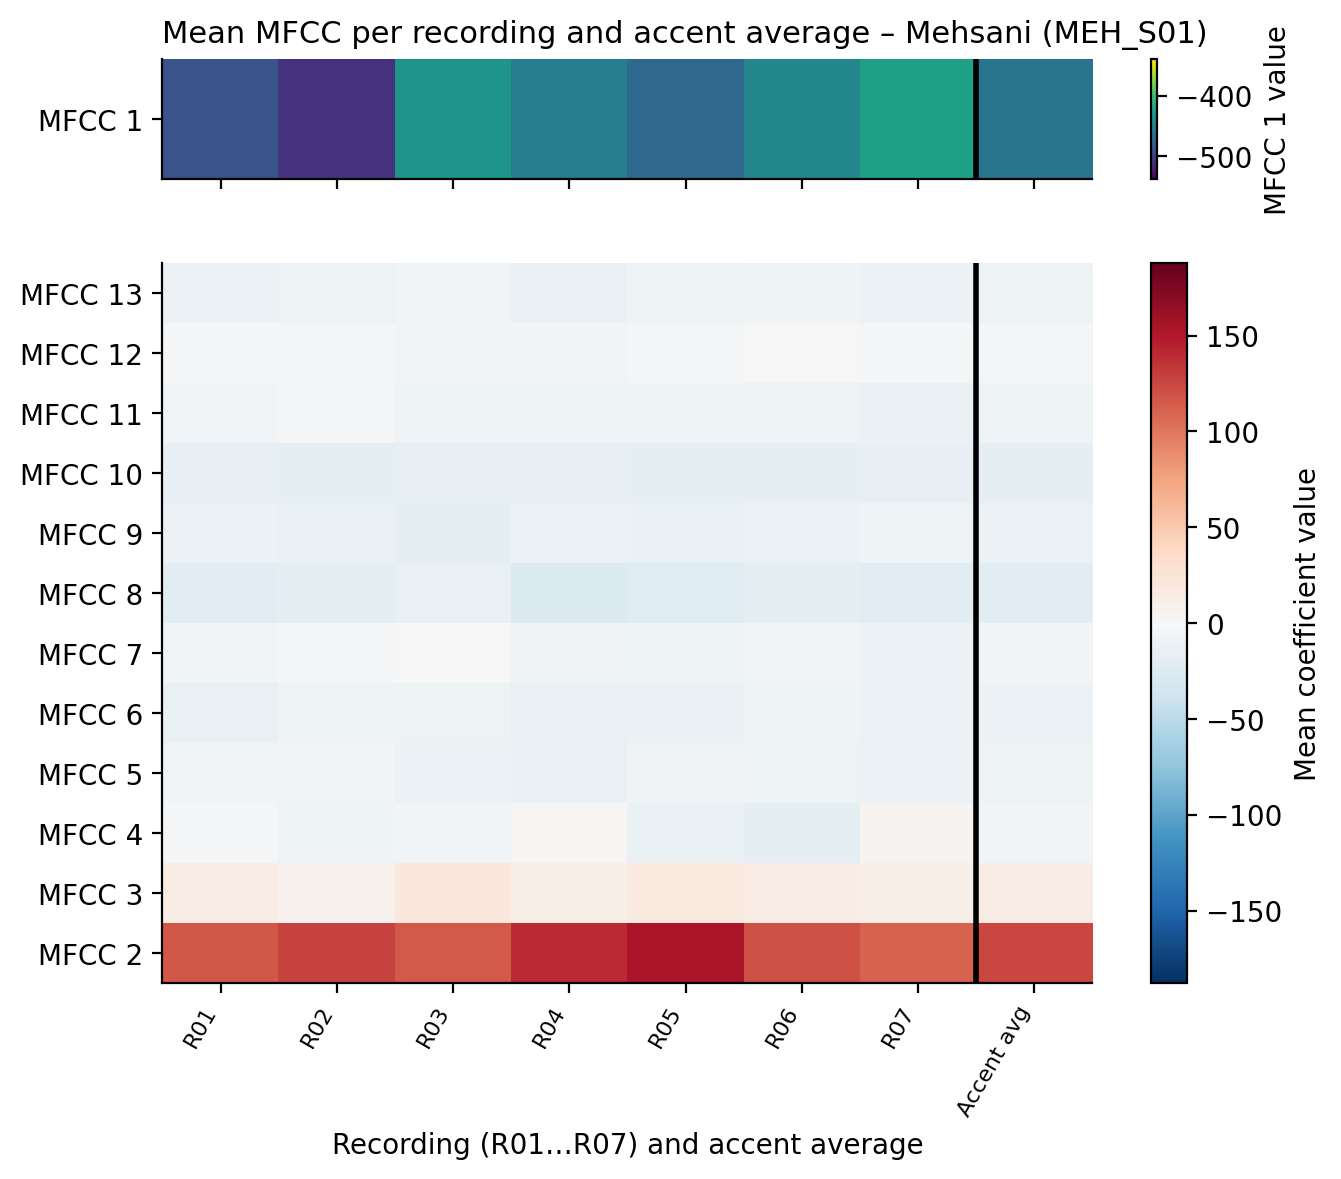 Mean MFCC per recording and accent average – Mehsani (MEH_S01)
MFCC 1
−400
−500
MFCC 1 value
MFCC 13
MFCC 12
MFCC 11
MFCC 10
MFCC 9
MFCC 8
MFCC 7
MFCC 6
MFCC 5
MFCC 4
MFCC 3
MFCC 2
150
100
50
0
−50
−100
−150
Mean coefficient value
R01
R02
R03
R04
R05
R06
R07
Accent avg
Recording (R01...R07) and accent average